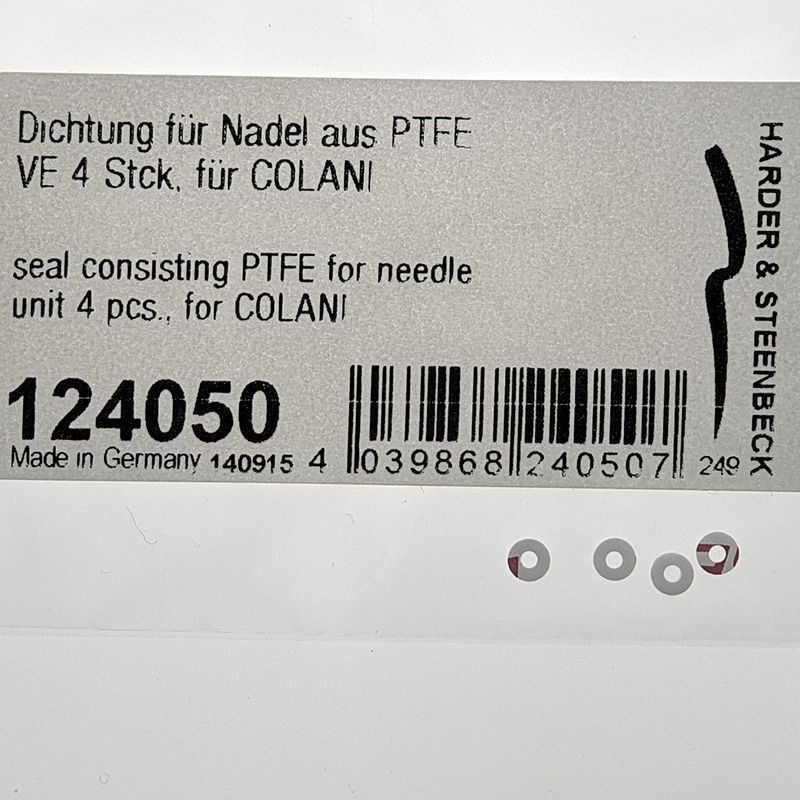 Dichtung für Nadel aus PTFE
VE 4 Stck, für COLANI
seal consisting PTFE for needle
unit 4 pcs., for COLANI
124050
Made in Germany 140915
4 039868 240507
249
HARDER & STEENBECK